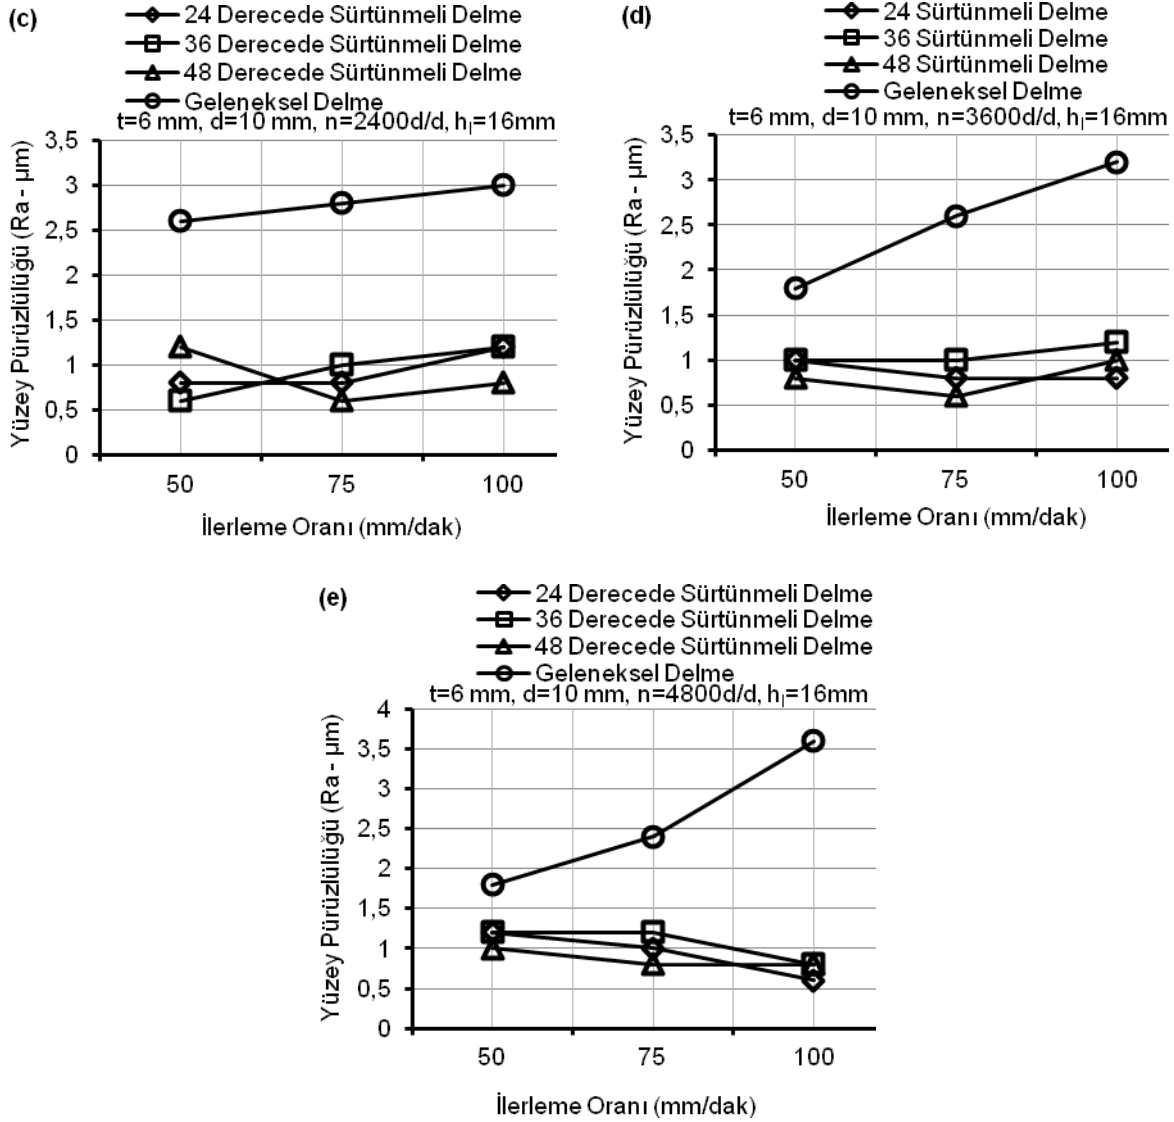 (c)
24 Derecede Sürtünmeli Delme
36 Derecede Sürtünmeli Delme
48 Derecede Sürtünmeli Delme
Geleneksel Delme
t=6 mm, d=10 mm, n=2400d/d, hₗ=16mm
Yüzey Pürüzlülüğü (Ra - µm)
3,5
3
2,5
2
1,5
1
0,5
0
50 75 100
İlerleme Oranı (mm/dak)
(d)
24 Sürtünmeli Delme
36 Sürtünmeli Delme
48 Sürtünmeli Delme
Geleneksel Delme
t=6 mm, d=10 mm, n=3600d/d, hₗ=16mm
Yüzey Pürüzlülüğü (Ra - µm)
3,5
3
2,5
2
1,5
1
0,5
0
50 75 100
İlerleme Oranı (mm/dak)
(e)
24 Derecede Sürtünmeli Delme
36 Derecede Sürtünmeli Delme
48 Derecede Sürtünmeli Delme
Geleneksel Delme
t=6 mm, d=10 mm, n=4800d/d, hₗ=16mm
Yüzey Pürüzlülüğü (Ra - µm)
4
3,5
3
2,5
2
1,5
1
0,5
0
50 75 100
İlerleme Oranı (mm/dak)